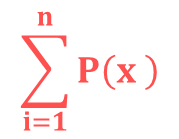 n
∑ P(x)
i=1